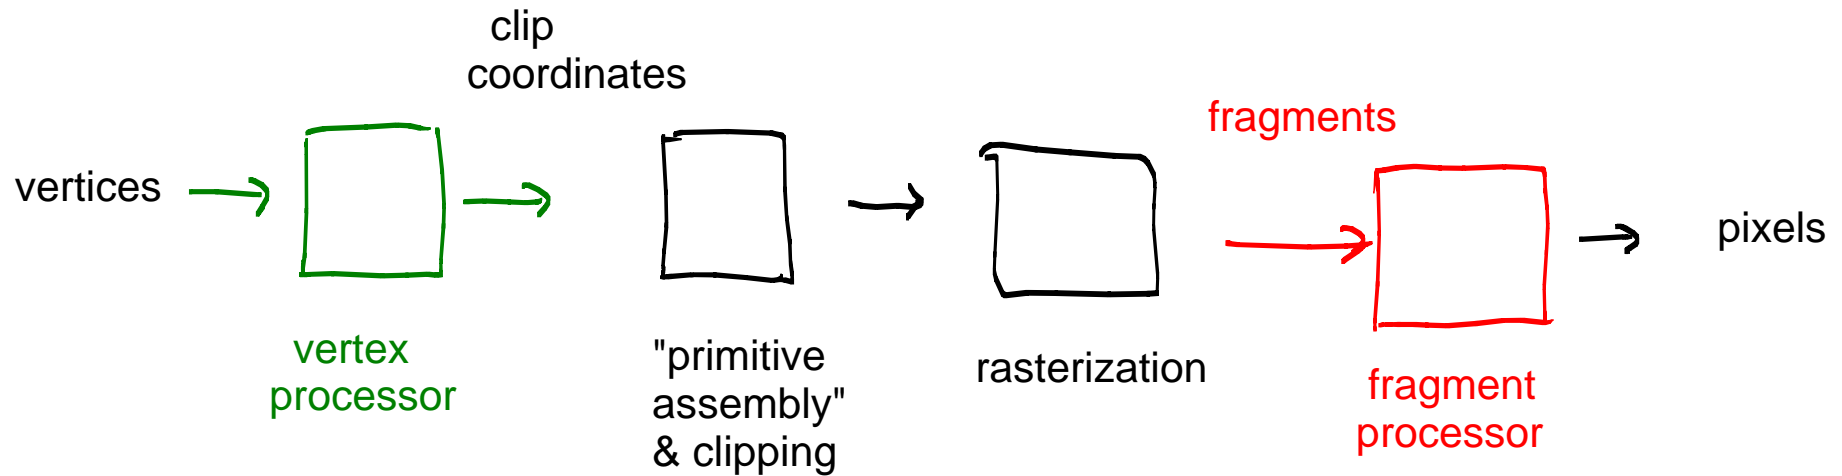 clip
coordinates
fragments
vertices
pixels
vertex
processor
"primitive
assembly"
& clipping
rasterization
fragment
processor